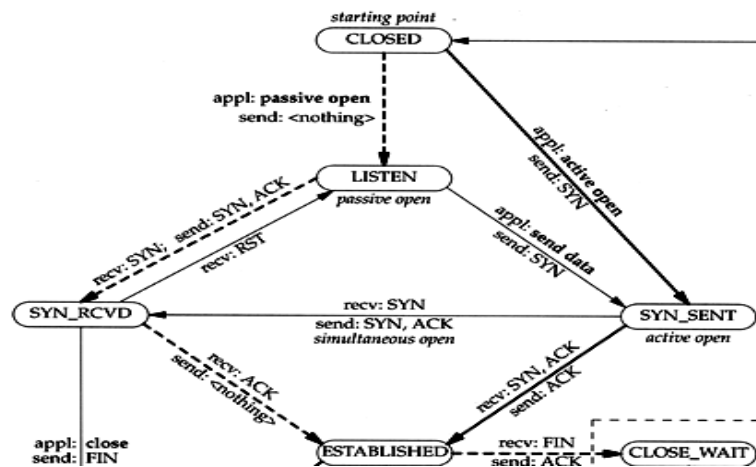 starting point
CLOSED
appl: passive open
send: <nothing>
appl: active open
send: SYN
LISTEN
passive open
recv: SYN; send: SYN, ACK
recv: RST
appl: send data
send: SYN
SYN_RCVD
recv: SYN
send: SYN, ACK
simultaneous open
SYN_SENT
active open
recv: ACK
send: <nothing>
recv: SYN, ACK
send: ACK
appl: close
send: FIN
ESTABLISHED
recv: FIN
send: ACK
CLOSE_WAIT